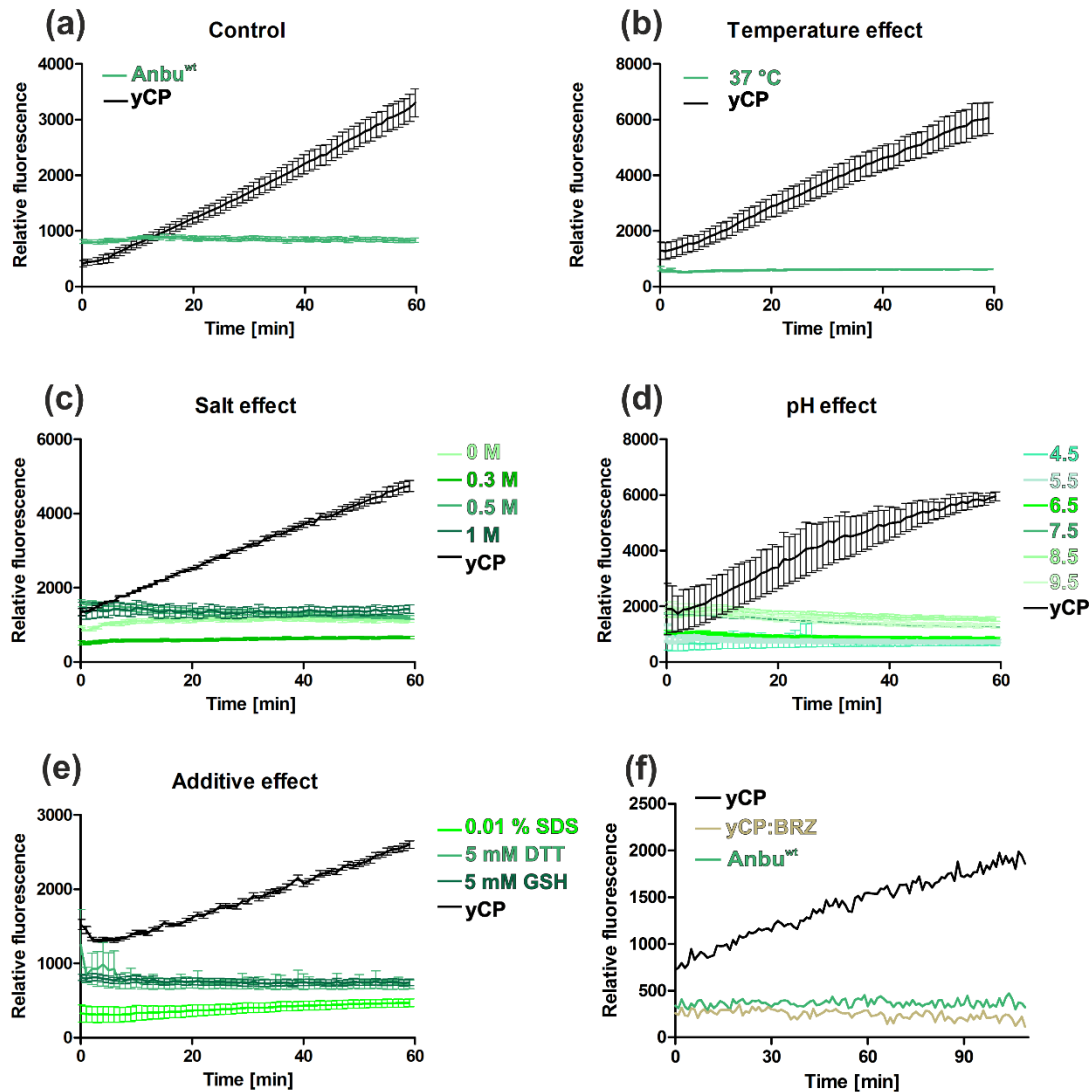 (a)
Control
Relative fluorescence
4000
3000
2000
1000
0
Anbu^wt
yCP
0 20 40 60
Time [min]
(b)
Temperature effect
Relative fluorescence
8000
6000
4000
2000
0
37 °C
yCP
0 20 40 60
Time [min]
(c)
Salt effect
Relative fluorescence
6000
4000
2000
0
0 M
0.3 M
0.5 M
1 M
yCP
0 20 40 60
Time [min]
(d)
pH effect
Relative fluorescence
8000
6000
4000
2000
0
4.5
5.5
6.5
7.5
8.5
9.5
yCP
0 20 40 60
Time [min]
(e)
Additive effect
Relative fluorescence
3000
2000
1000
0
0.01 % SDS
5 mM DTT
5 mM GSH
yCP
0 20 40 60
Time [min]
(f)
yCP
yCP:BRZ
Anbu^wt
Relative fluorescence
2500
2000
1500
1000
500
0
0 30 60 90
Time [min]